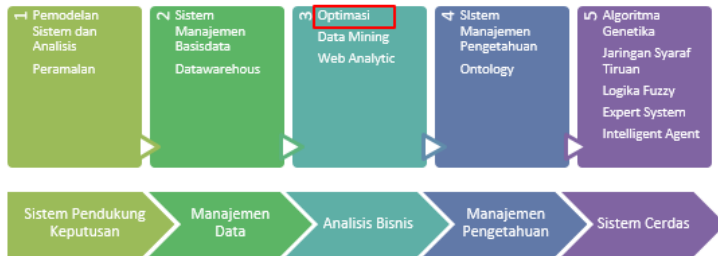 1 Pemodelan
Sistem dan
Analisis
Peramalan
2 Sistem
Manajemen
Basisdata
Datawarehous
3 Optimasi
Data Mining
Web Analytic
4 SIstem
Manajemen
Pengetahuan
Ontology
5 Algoritma
Genetika
Jaringan Syaraf
Tiruan
Logika Fuzzy
Expert System
Intelligent Agent
Sistem Pendukung
Keputusan
Manajemen
Data
Analisis Bisnis
Manajemen
Pengetahuan
Sistem Cerdas